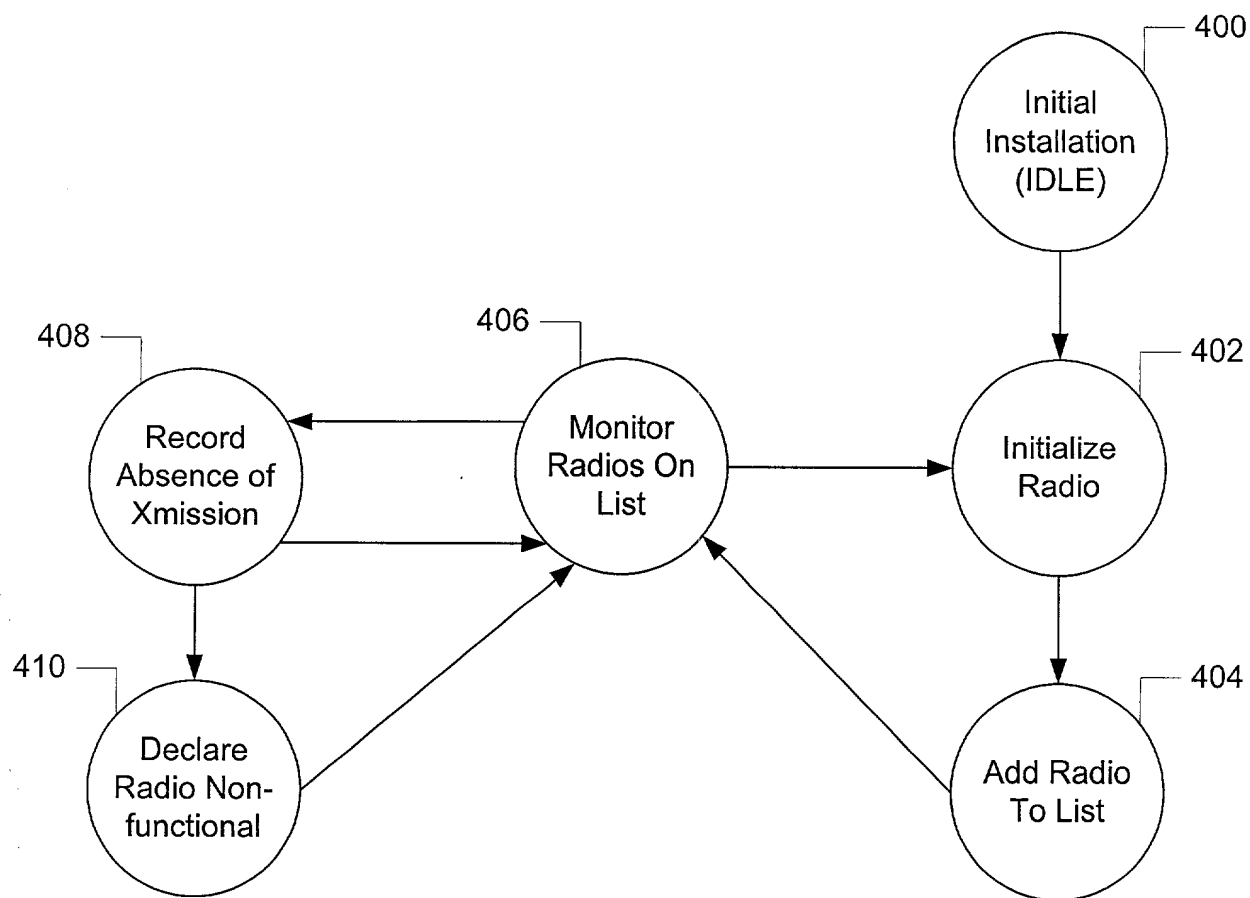 400
Initial
Installation
(IDLE)
408
406
402
Record
Absence of
Xmission
Monitor
Radios On
List
Initialize
Radio
410
404
Declare
Radio Non-
functional
Add Radio
To List